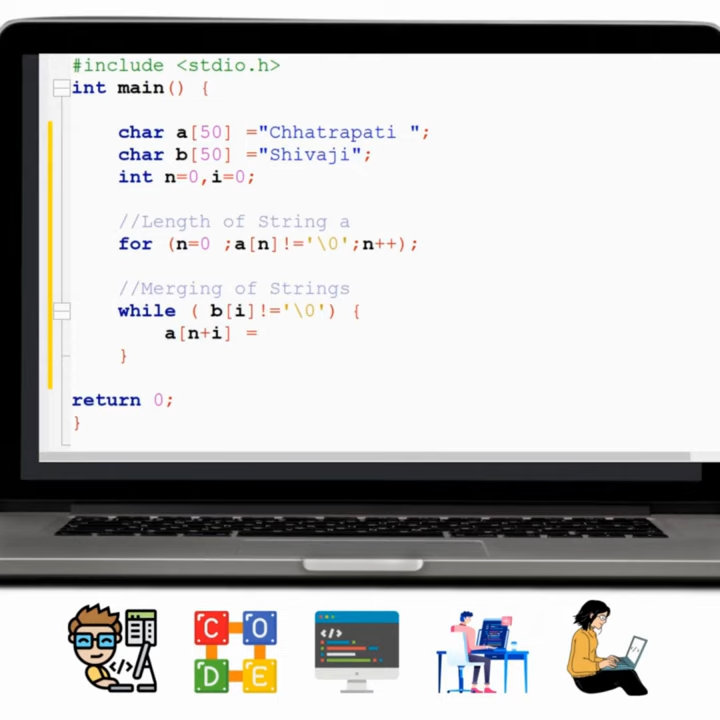 #include <stdio.h>
int main() {
char a[50] ="Chhatrapati ";
char b[50] ="Shivaji";
int n=0,i=0;
//Length of String a
for (n=0 ;a[n]!='\0';n++);
//Merging of Strings
while ( b[i]!='\0') {
a[n+i] =
}
return 0;
}
</>
C O
D E
</>